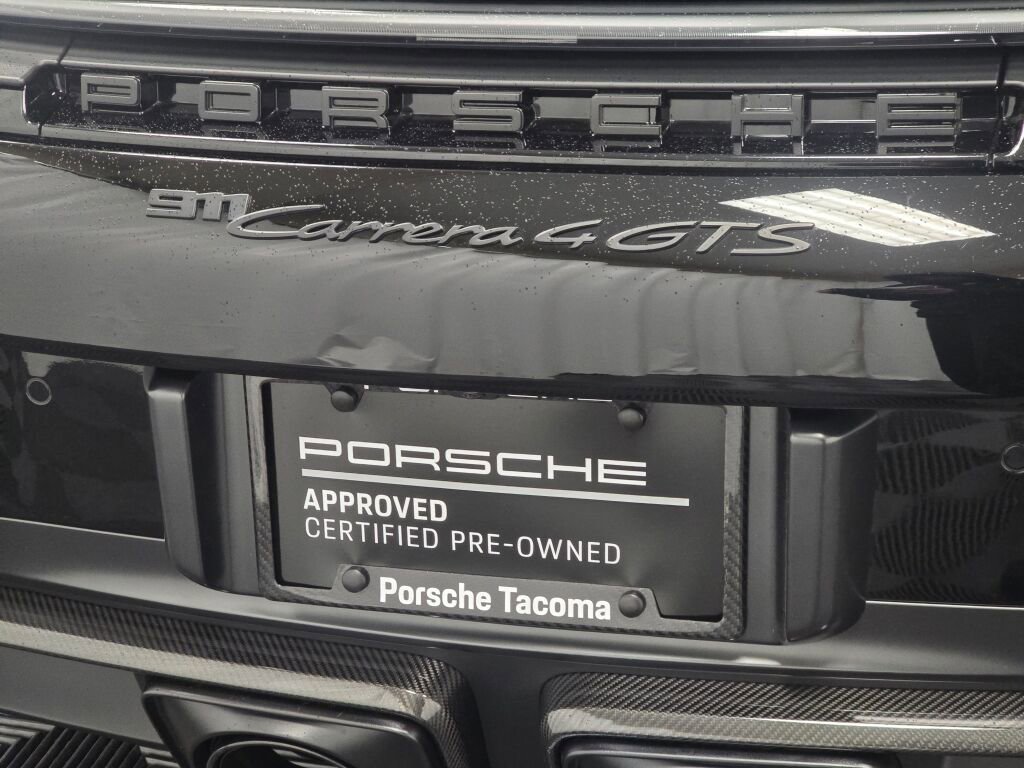 PORSCHE
911 Carrera 4 GTS
PORSCHE
APPROVED
CERTIFIED PRE-OWNED
Porsche Tacoma